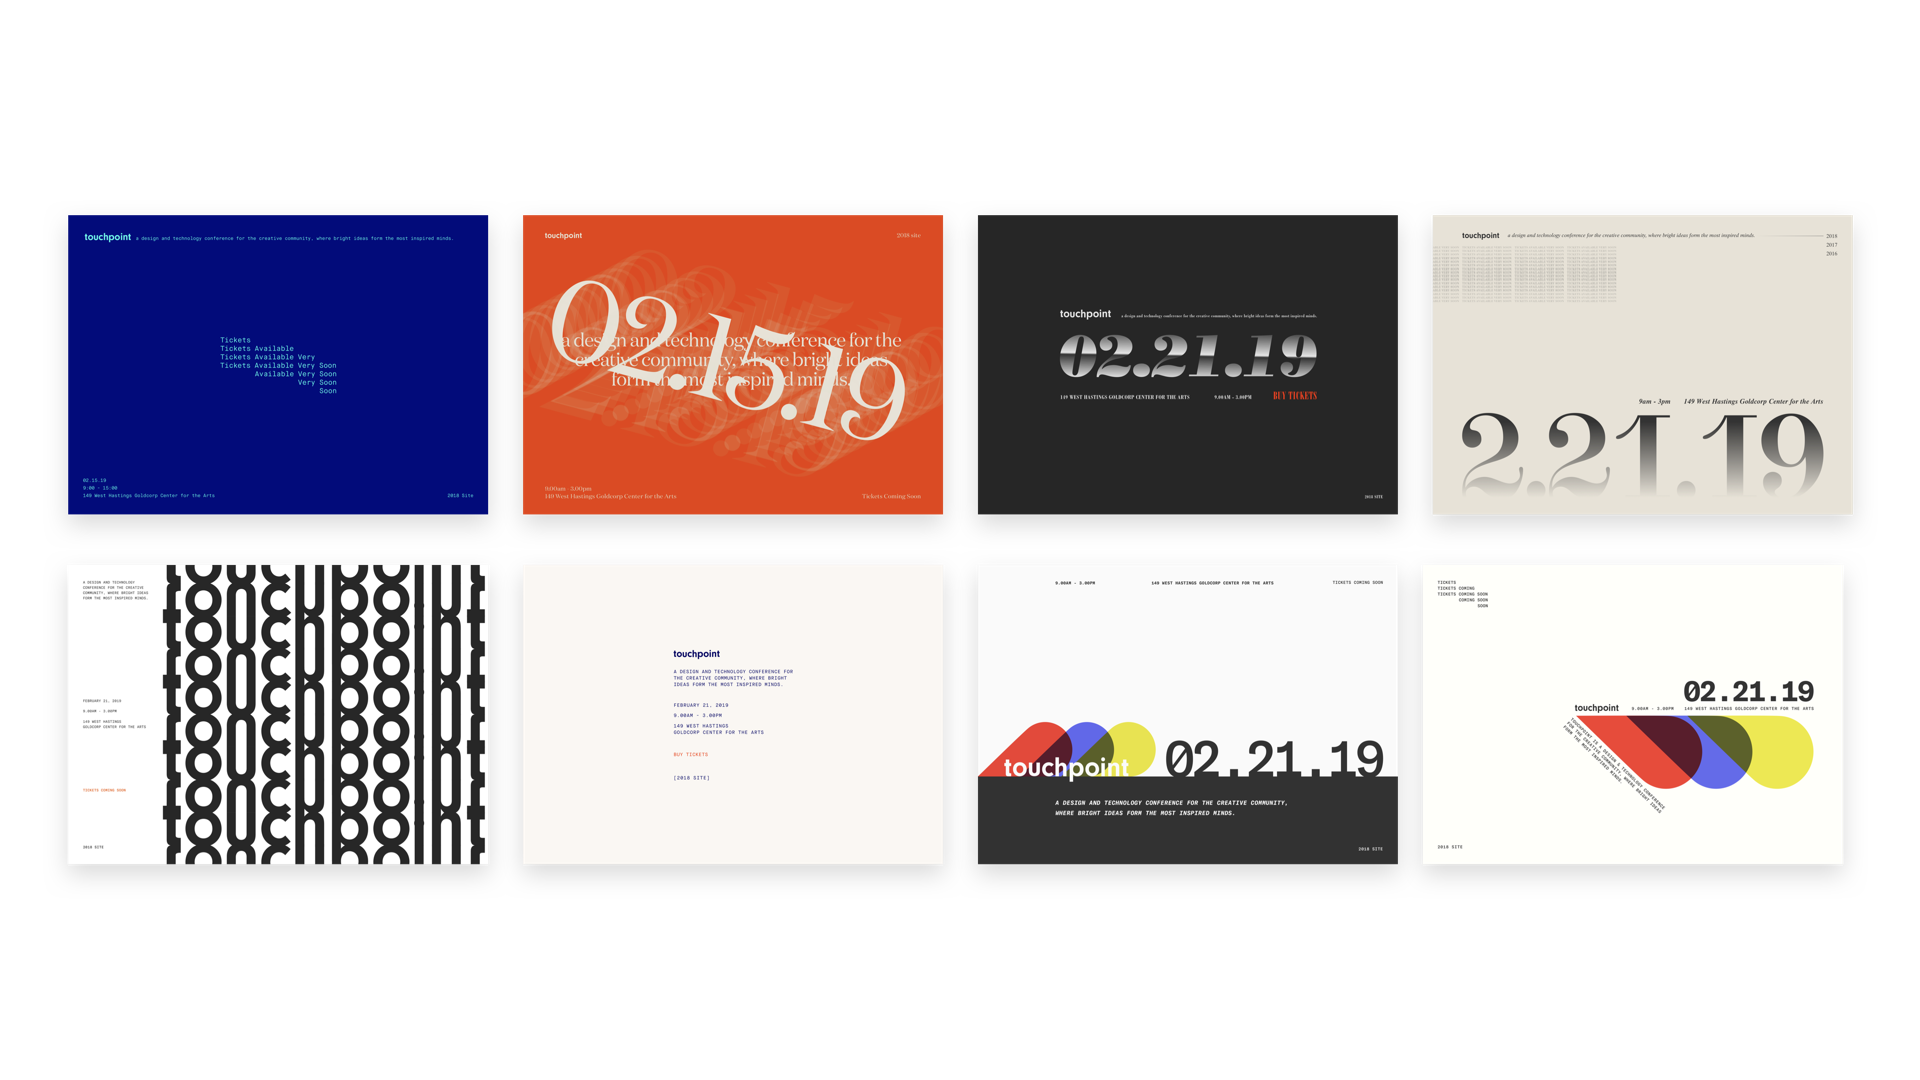 touchpoint a design and technology conference for the creative community, where bright ideas form the most inspired minds.
Tickets
Tickets Available
Tickets Available Very
Tickets Available Very Soon
Available Very Soon
Very Soon
Soon
02.15.19
9:00 - 15:00
149 West Hastings Goldcorp Center for the Arts
2018 Site
touchpoint
2018 site
02.15.19
a design and technology conference for the
creative community, where bright ideas
form the most inspired minds.
9:00am - 3.00pm
149 West Hastings Goldcorp Center for the Arts
Tickets Coming Soon
touchpoint a design and technology conference for the creative community, where bright ideas form the most inspired minds.
02.21.19
149 WEST HASTINGS GOLDCORP CENTER FOR THE ARTS
9.00AM - 3.00PM
BUY TICKETS
2018 SITE
touchpoint a design and technology conference for the creative community, where bright ideas form the most inspired minds.
2018
2017
2016
9am - 3pm 149 West Hastings Goldcorp Center for the Arts
2.21.19
A DESIGN AND TECHNOLOGY
CONFERENCE FOR THE CREATIVE
COMMUNITY, WHERE BRIGHT IDEAS
FORM THE MOST INSPIRED MINDS.
FEBRUARY 21, 2019
9.00AM - 3.00PM
149 WEST HASTINGS
GOLDCORP CENTER FOR THE ARTS
TICKETS COMING SOON
2018 SITE
touchpoint
touchpoint
A DESIGN AND TECHNOLOGY CONFERENCE FOR
THE CREATIVE COMMUNITY, WHERE BRIGHT
IDEAS FORM THE MOST INSPIRED MINDS.
FEBRUARY 21, 2019
9.00AM - 3.00PM
149 WEST HASTINGS
GOLDCORP CENTER FOR THE ARTS
BUY TICKETS
[2018 SITE]
9.00AM - 3.00PM
149 WEST HASTINGS GOLDCORP CENTER FOR THE ARTS
TICKETS COMING SOON
touchpoint
02.21.19
A DESIGN AND TECHNOLOGY CONFERENCE FOR THE CREATIVE COMMUNITY,
WHERE BRIGHT IDEAS FORM THE MOST INSPIRED MINDS.
2018 SITE
TICKETS
TICKETS COMING
TICKETS COMING SOON
COMING SOON
SOON
02.21.19
touchpoint 9.00AM - 3.00PM 149 WEST HASTINGS GOLDCORP CENTER FOR THE ARTS
TOUCHPOINT IS A DESIGN & TECHNOLOGY CONFERENCE
FOR THE CREATIVE COMMUNITY, WHERE BRIGHT IDEAS
FORM THE MOST INSPIRED MINDS.
2018 SITE